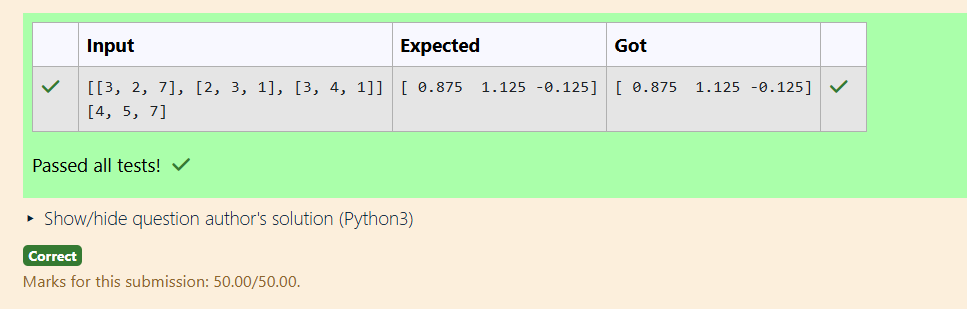 Input Expected Got
[[3, 2, 7], [2, 3, 1], [3, 4, 1]] [ 0.875  1.125 -0.125] [ 0.875  1.125 -0.125]
[4, 5, 7]
Passed all tests!
Show/hide question author's solution (Python3)
Correct
Marks for this submission: 50.00/50.00.